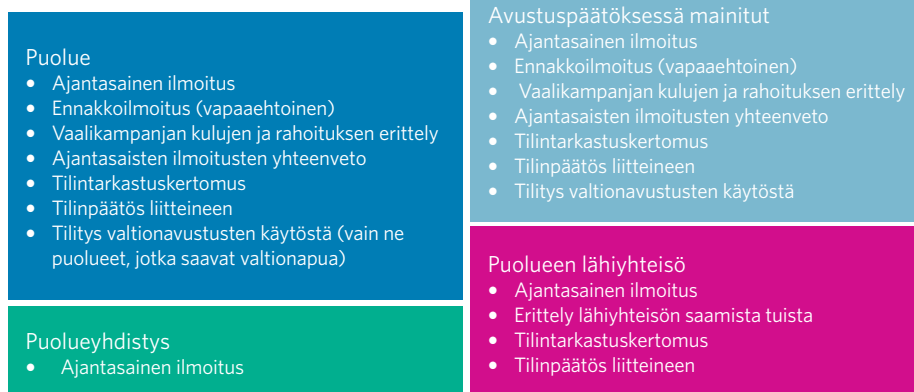 Puolue
• Ajantasainen ilmoitus
• Ennakkoilmoitus (vapaaehtoinen)
• Vaalikampanjan kulujen ja rahoituksen erittely
• Ajantasaisten ilmoitusten yhteenveto
• Tilintarkastuskertomus
• Tilinpäätös liitteineen
• Tilitys valtionavustusten käytöstä (vain ne
puolueet, jotka saavat valtionapua)
Puolueyhdistys
• Ajantasainen ilmoitus
Avustuspäätöksessä mainitut
• Ajantasainen ilmoitus
• Ennakkoilmoitus (vapaaehtoinen)
• Vaalikampanjan kulujen ja rahoituksen erittely
• Ajantasaisten ilmoitusten yhteenveto
• Tilintarkastuskertomus
• Tilinpäätös liitteineen
• Tilitys valtionavustusten käytöstä
Puolueen lähiyhteisö
• Ajantasainen ilmoitus
• Erittely lähiyhteisön saamista tuista
• Tilintarkastuskertomus
• Tilinpäätös liitteineen